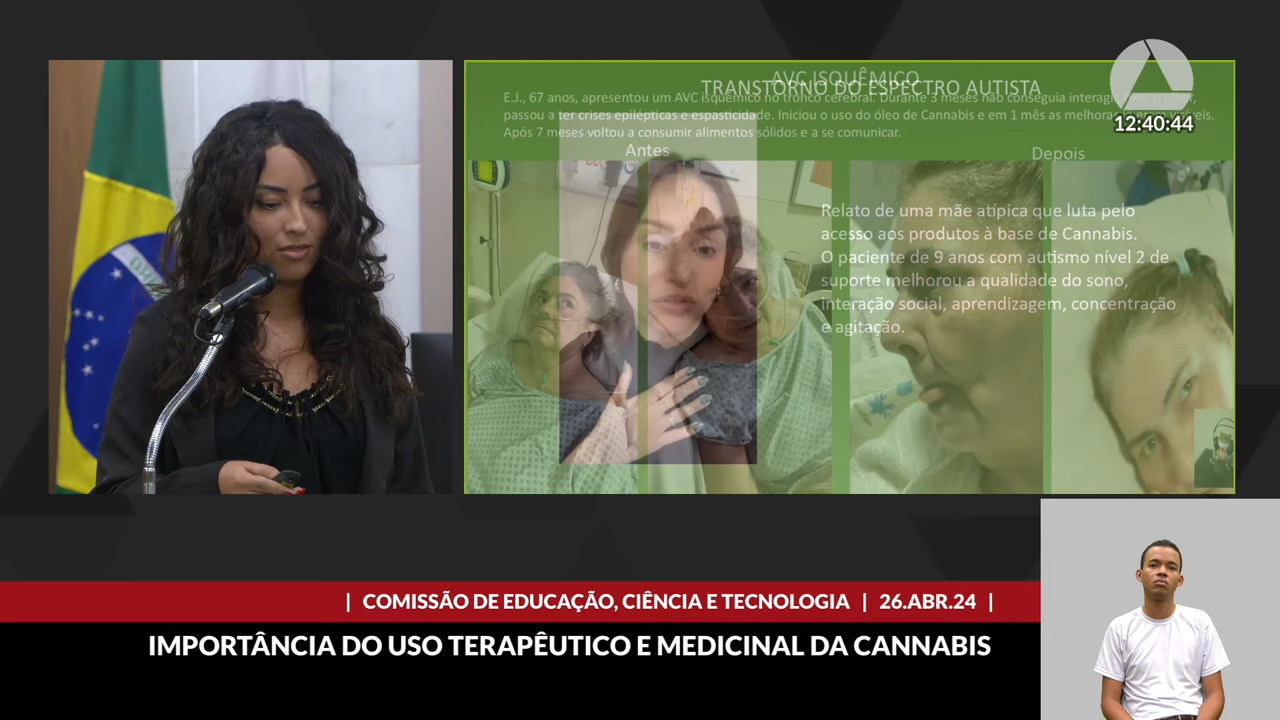 AVC ISQUÊMICO
TRANSTORNO DO ESPECTRO AUTISTA
E.J., 67 anos, apresentou um AVC isquêmico no tronco cerebral. Durante 3 meses não conseguia
passou a ter crises epilépticas e espasticidade. Iniciou o uso do óleo de Cannabis e em 1 mês as
Após 7 meses voltou a consumir alimentos sólidos e a se comunicar.
12:40:44
Antes
Depois
Relato de uma mãe atípica que luta pelo
acesso aos produtos à base de Cannabis.
O paciente de 9 anos com autismo nível 2 de
suporte melhorou a qualidade do sono,
interação social, aprendizagem, concentração
e agitação.
| COMISSÃO DE EDUCAÇÃO, CIÊNCIA E TECNOLOGIA | 26.ABR.24 |
IMPORTÂNCIA DO USO TERAPÊUTICO E MEDICINAL DA CANNABIS